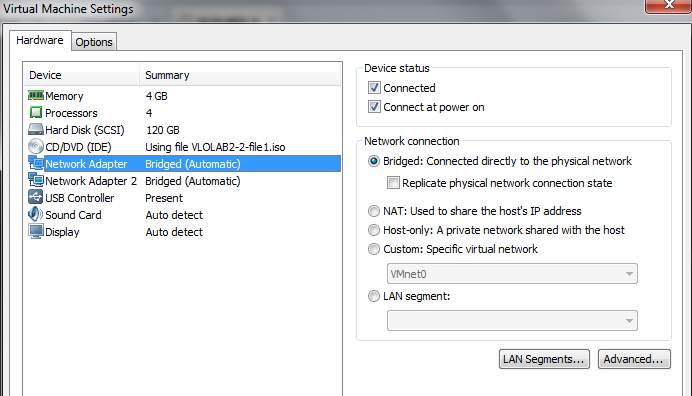 Virtual Machine Settings
Hardware Options
Device Summary
Memory 4 GB
Processors 4
Hard Disk (SCSI) 120 GB
CD/DVD (IDE) Using file VLOLAB2-2-file1.iso
Network Adapter Bridged (Automatic)
Network Adapter 2 Bridged (Automatic)
USB Controller Present
Sound Card Auto detect
Display Auto detect
Device status
Connected
Connect at power on
Network connection
Bridged: Connected directly to the physical network
Replicate physical network connection state
NAT: Used to share the host's IP address
Host-only: A private network shared with the host
Custom: Specific virtual network
VMnet0
LAN segment:
LAN Segments... Advanced...